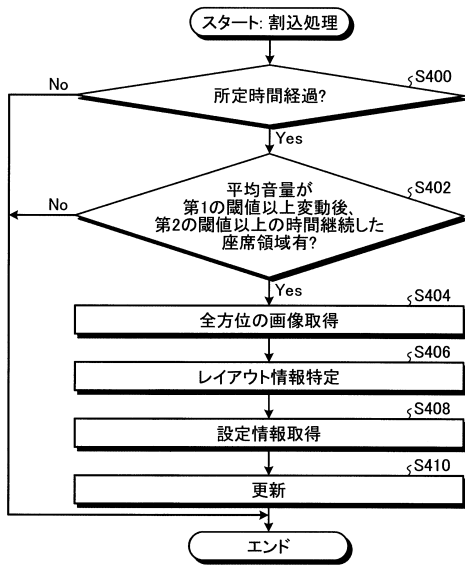 スタート: 割込処理
S400
No
所定時間経過?
Yes
S402
No
平均音量が
第1の閾値以上変動後、
第2の閾値以上の時間継続した
座席領域有?
Yes
S404
全方位の画像取得
S406
レイアウト情報特定
S408
設定情報取得
S410
更新
エンド